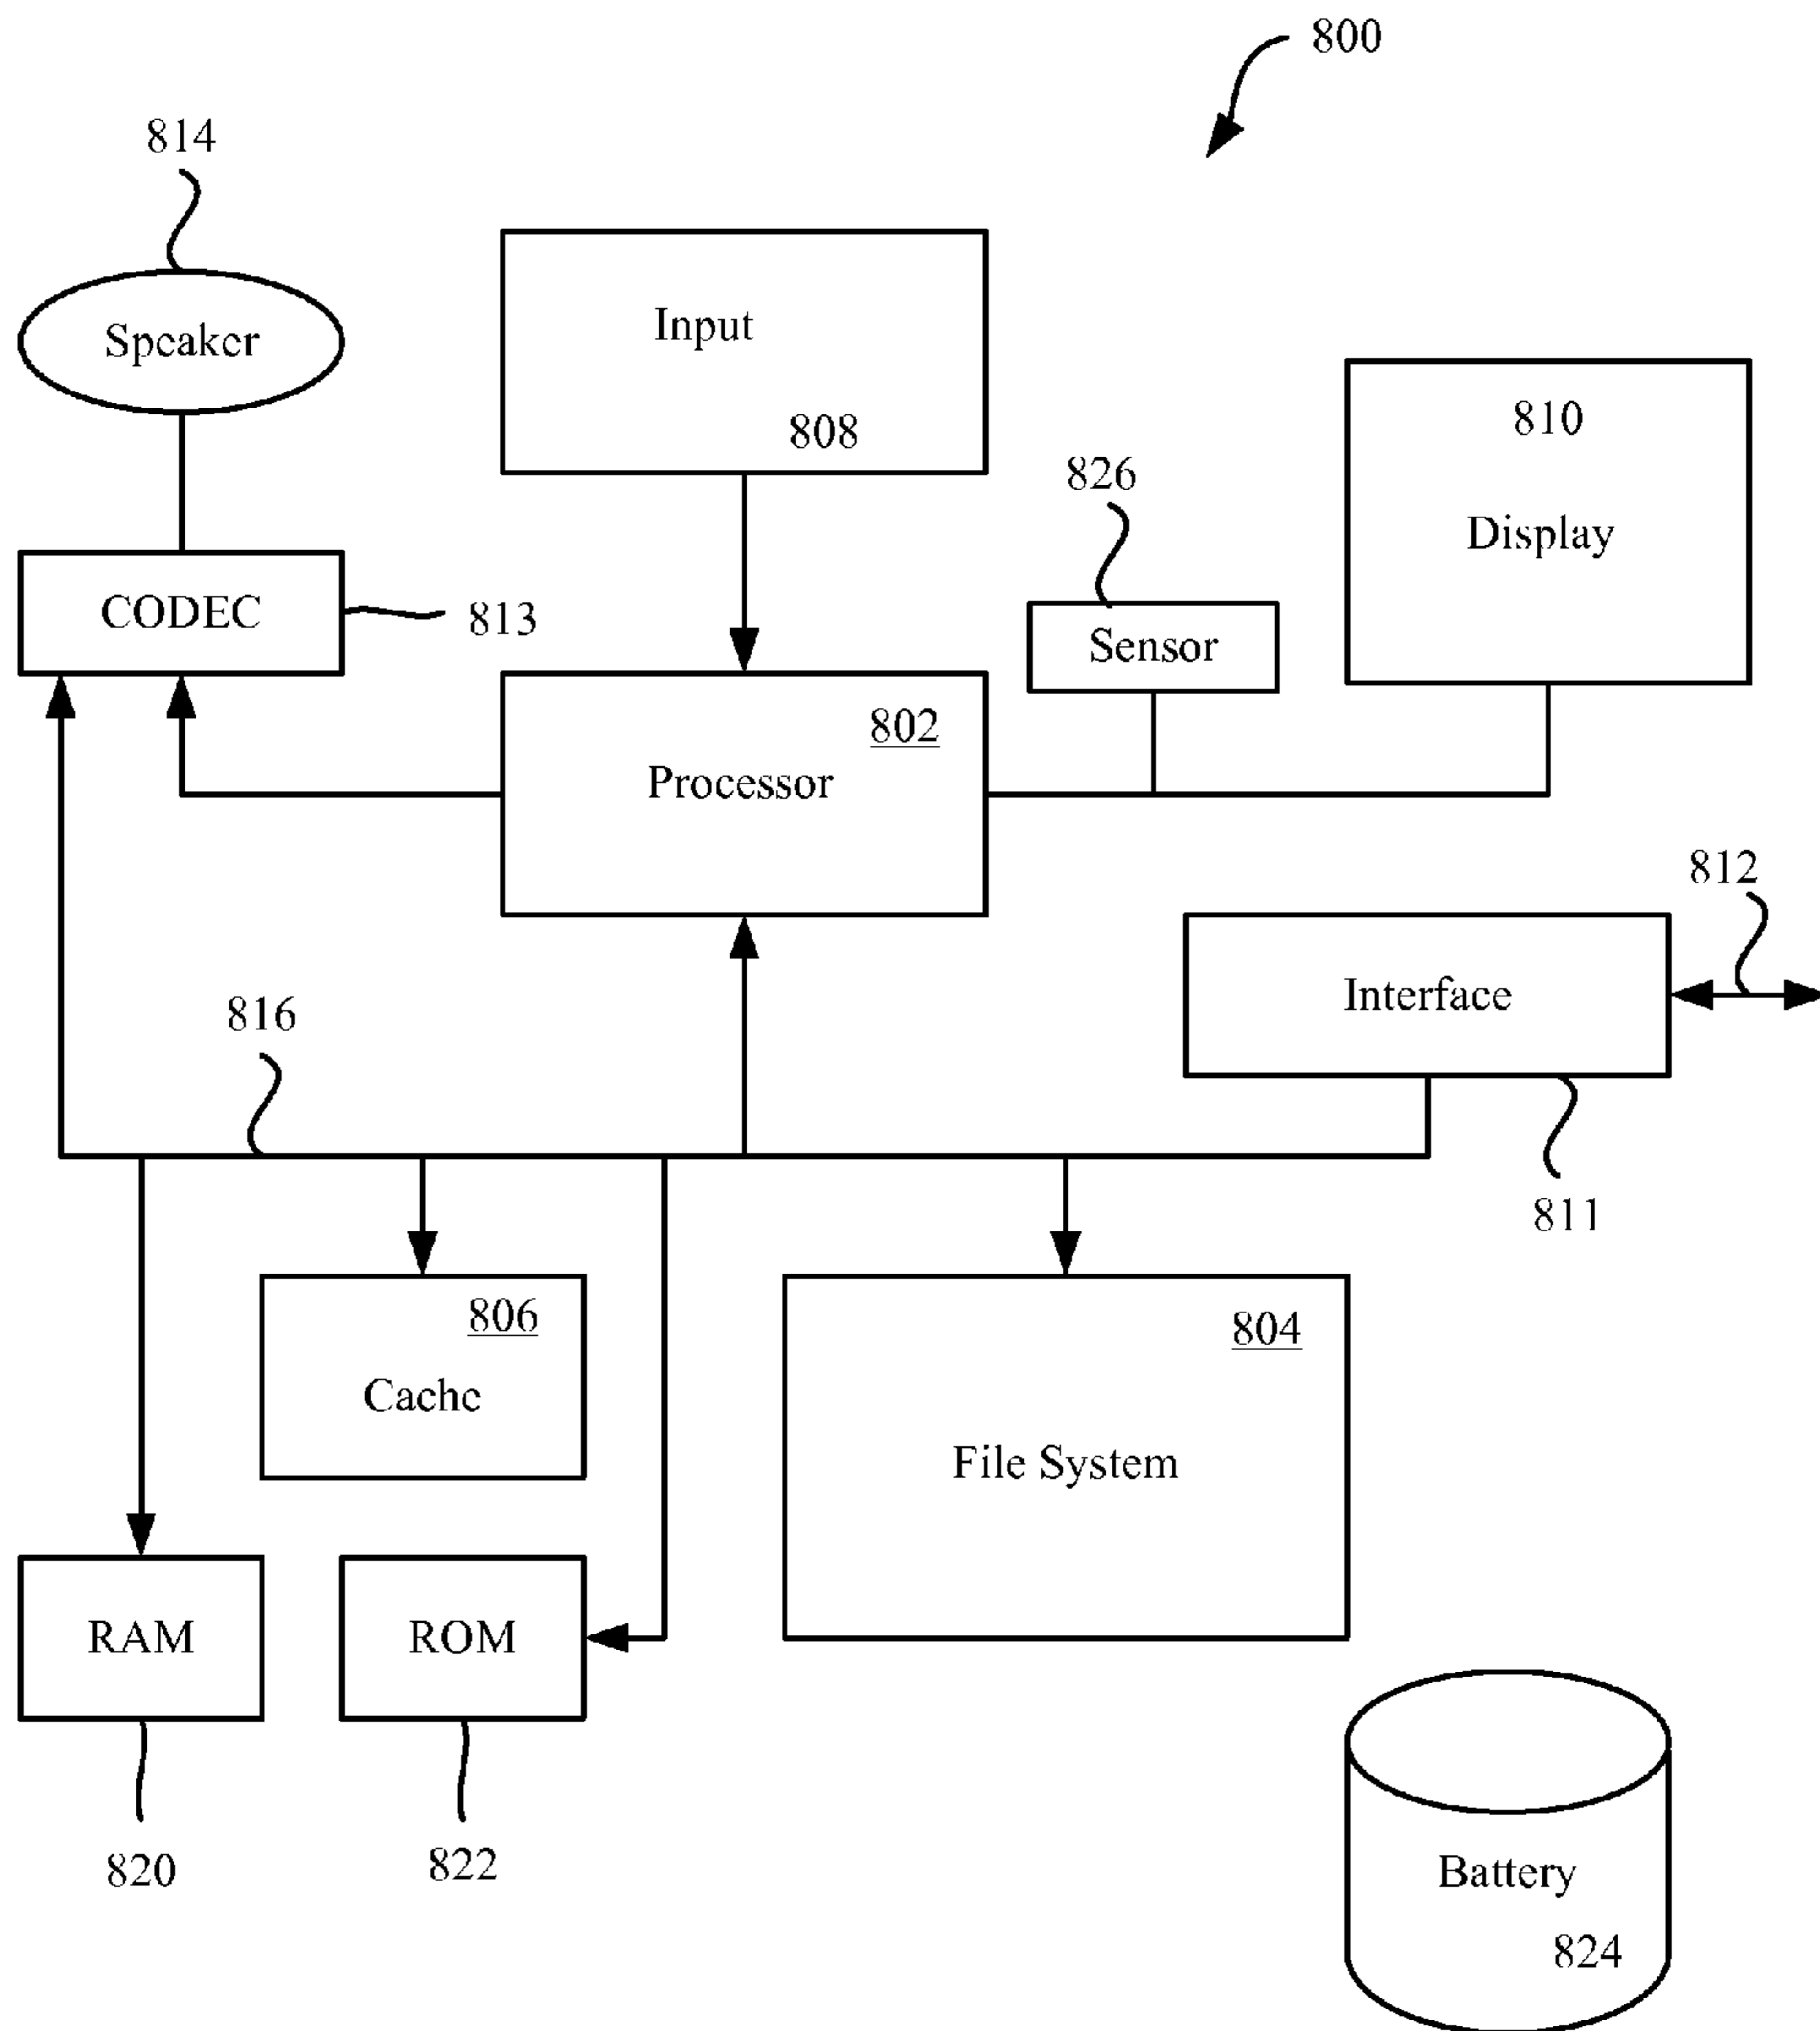 800
814
Speaker
Input
808
810
Display
826
Sensor
CODEC
813
802
Processor
812
Interface
816
811
806
Cache
804
File System
RAM
ROM
820
822
Battery
824